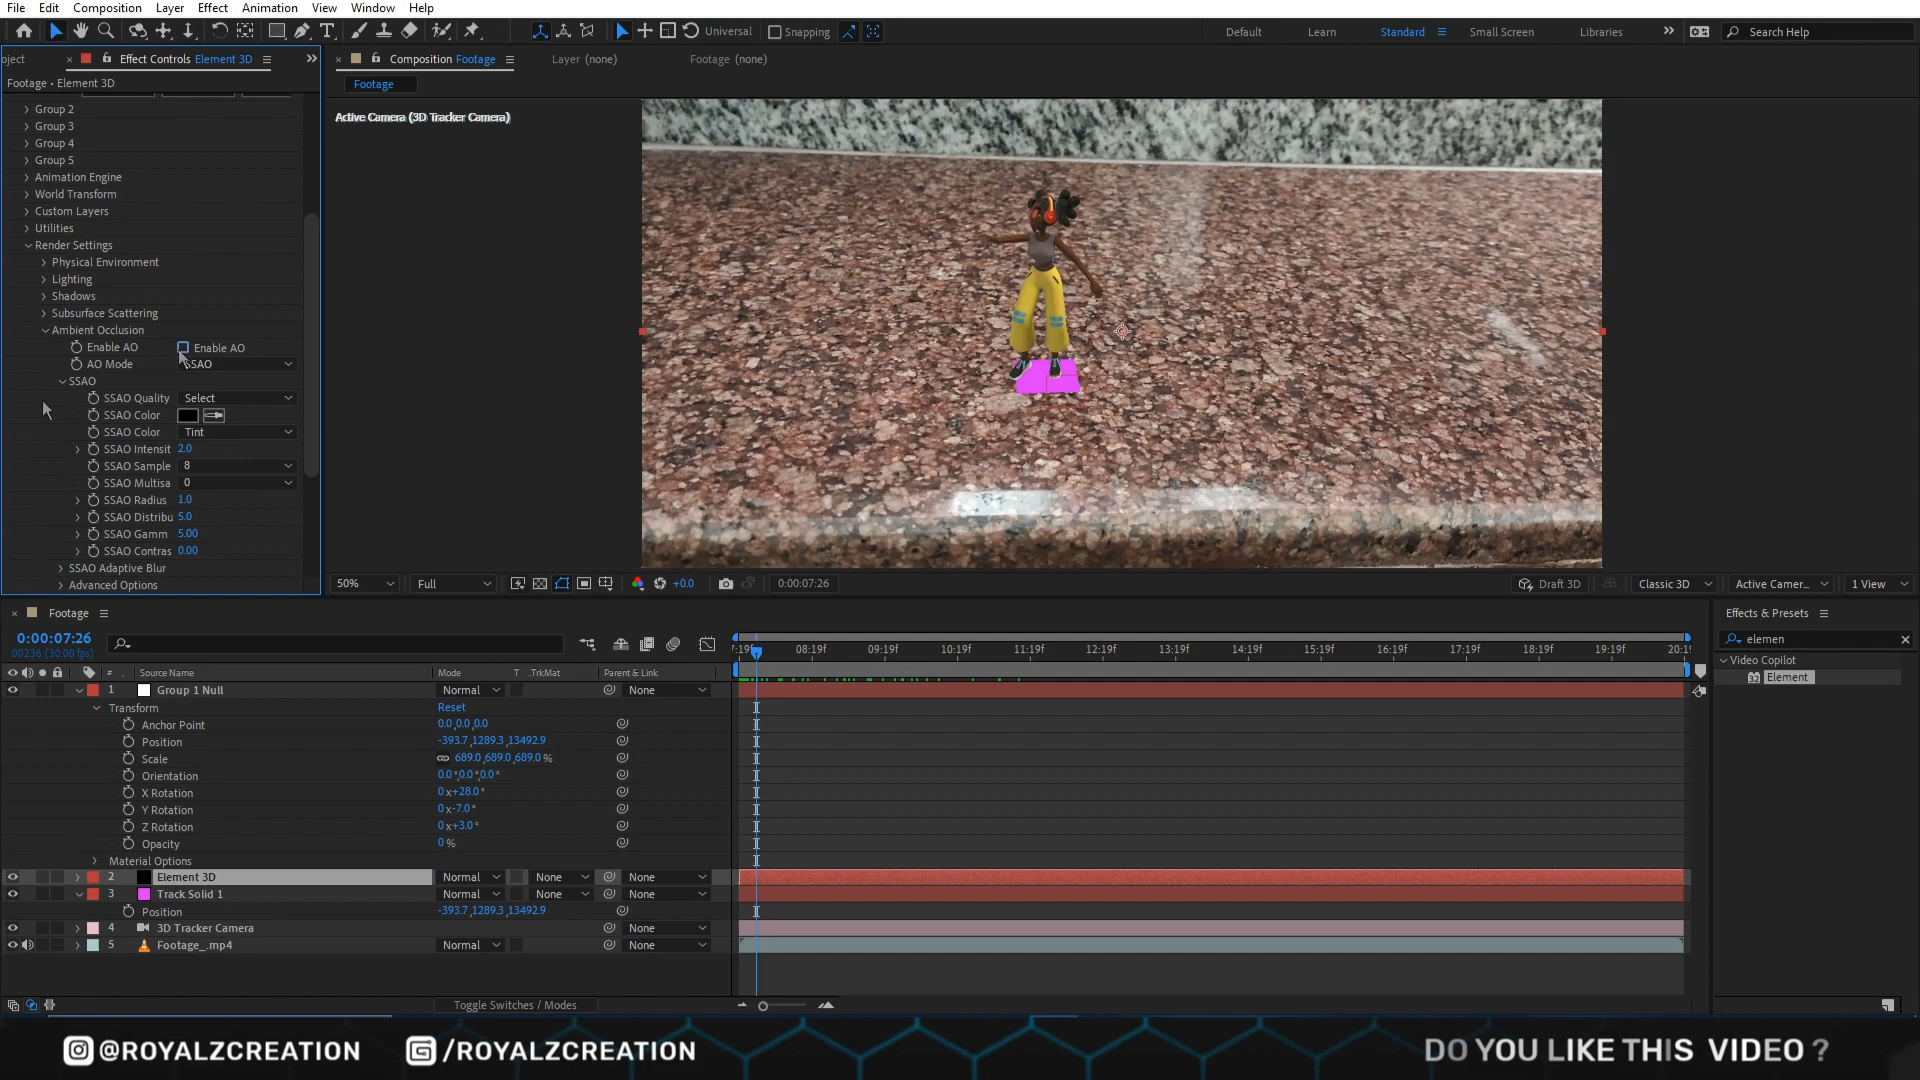 File Edit Composition Layer Effect Animation View Window Help
Universal Snapping Default Learn Standard Small Screen Libraries Search Help
oject Effect Controls Element 3D Composition Footage Layer (none) Footage (none)
Footage • Element 3D
Footage
Active Camera (3D Tracker Camera)
Group 2
Group 3
Group 4
Group 5
Animation Engine
World Transform
Custom Layers
Utilities
Render Settings
Physical Environment
Lighting
Shadows
Subsurface Scattering
Ambient Occlusion
Enable AO Enable AO
AO Mode SSAO
SSAO
SSAO Quality Select
SSAO Color
SSAO Color Tint
SSAO Intensit 2.0
SSAO Sample 8
SSAO Multisa 0
SSAO Radius 1.0
SSAO Distribu 5.0
SSAO Gamm 5.00
SSAO Contras 0.00
SSAO Adaptive Blur
Advanced Options
50% Full +0.0 0:00:07:26 Draft 3D Classic 3D Active Camer... 1 View
Footage
0:00:07:26
00236 (30.00 fps)
# Source Name Mode T .TrkMat Parent & Link
7:19f 08:19f 09:19f 10:19f 11:19f 12:19f 13:19f 14:19f 15:19f 16:19f 17:19f 18:19f 19:19f 20:19
1 Group 1 Null Normal None
Transform Reset
Anchor Point 0.0,0.0,0.0
Position -393.7,1289.3,13492.9
Scale 689.0,689.0,689.0 %
Orientation 0.0°,0.0°,0.0°
X Rotation 0x+28.0°
Y Rotation 0x-7.0°
Z Rotation 0x+3.0°
Opacity 0%
Material Options
2 Element 3D Normal None None
3 Track Solid 1 Normal None None
Position -393.7,1289.3,13492.9
4 3D Tracker Camera None
5 Footage_.mp4 Normal None
Toggle Switches / Modes
Effects & Presets
elemen
Video Copilot
32 Element
@ROYALZCREATION /ROYALZCREATION DO YOU LIKE THIS VIDEO ?